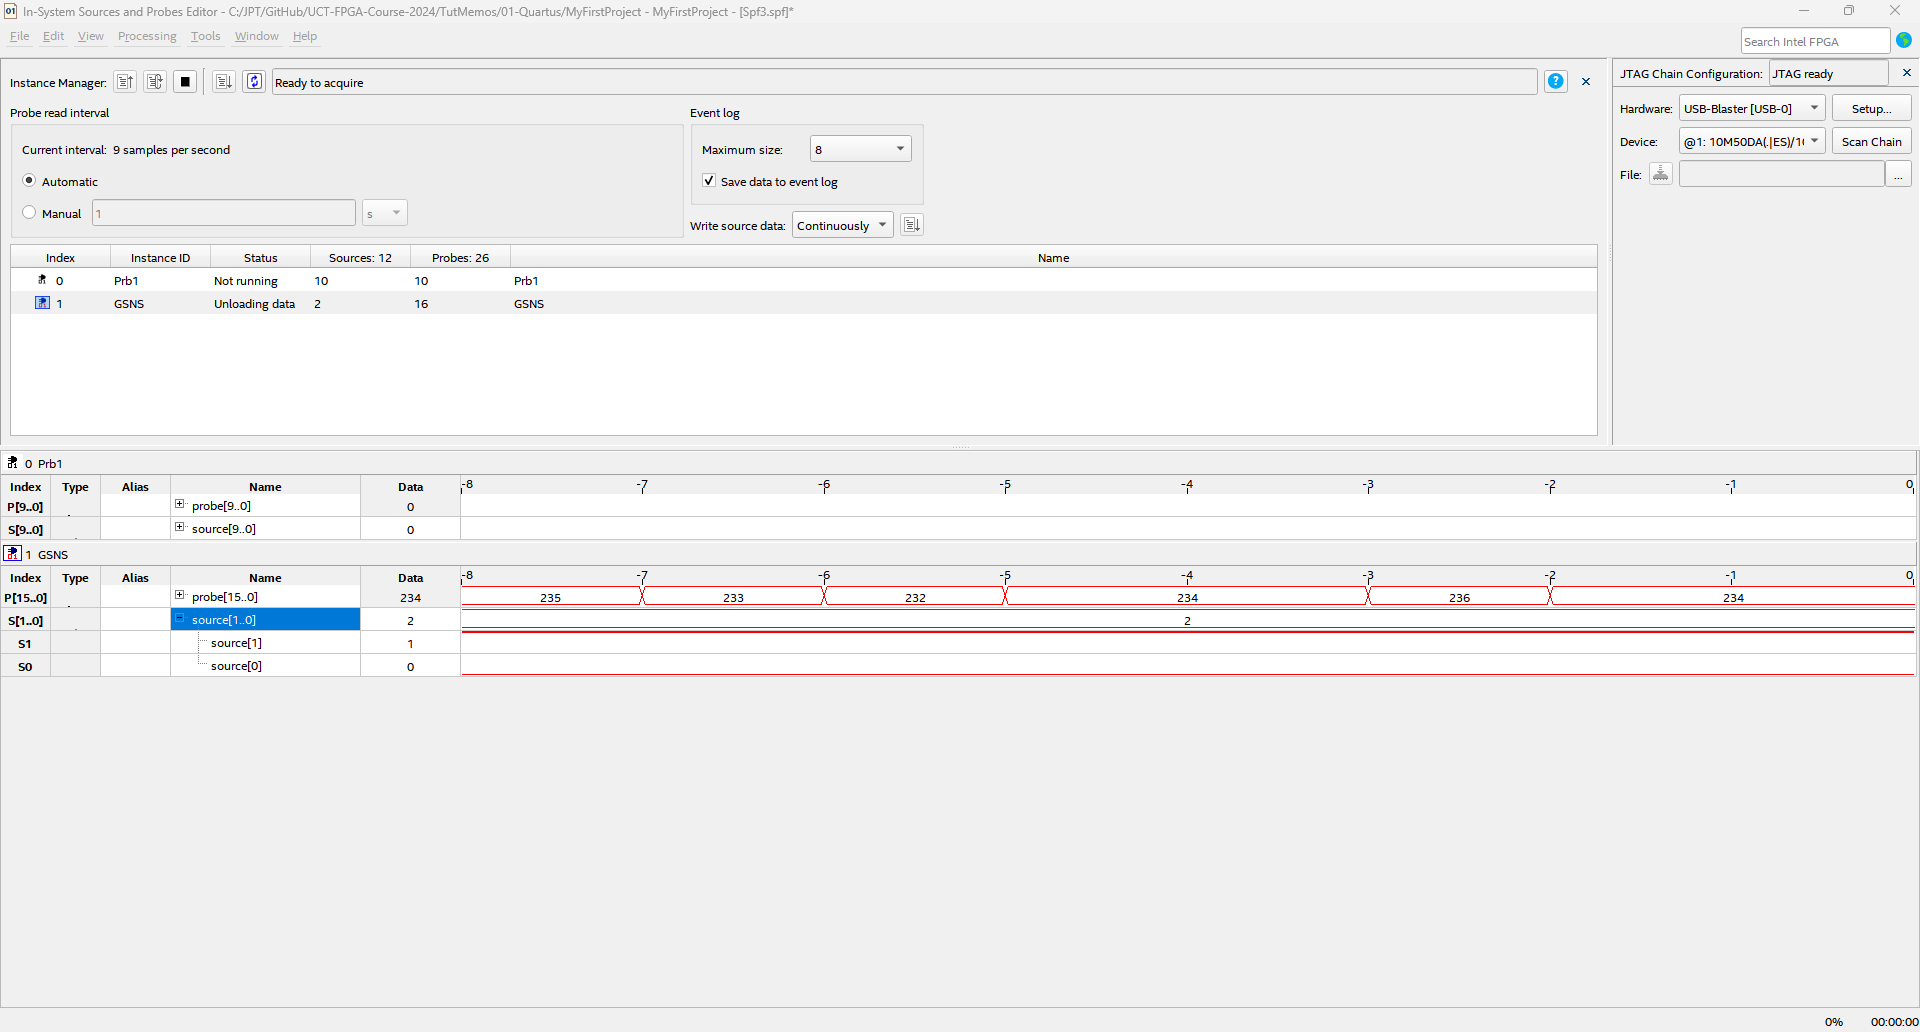 In-System Sources and Probes Editor - C:/JPT/GitHub/UCT-FPGA-Course-2024/TutMemos/01-Quartus/MyFirstProject - MyFirstProject - [Spf3.spf]*
File Edit View Processing Tools Window Help
Search Intel FPGA
Instance Manager: Ready to acquire
JTAG Chain Configuration: JTAG ready
Probe read interval
Event log
Hardware: USB-Blaster [USB-0] Setup...
Current interval: 9 samples per second
Maximum size: 8
Device: @1: 10M50DA(.|ES)/1( Scan Chain
Automatic
Save data to event log
File: ...
Manual 1 s
Write source data: Continuously
Index Instance ID Status Sources: 12 Probes: 26 Name
0 Prb1 Not running 10 10 Prb1
1 GSNS Unloading data 2 16 GSNS
0 Prb1
Index Type Alias Name Data -8 -7 -6 -5 -4 -3 -2 -1 0
P[9..0] probe[9..0] 0
S[9..0] source[9..0] 0
1 GSNS
Index Type Alias Name Data -8 -7 -6 -5 -4 -3 -2 -1 0
P[15..0] probe[15..0] 234 235 233 232 234 236 234
S[1..0] source[1..0] 2 2
S1 source[1] 1
S0 source[0] 0
0% 00:00:00